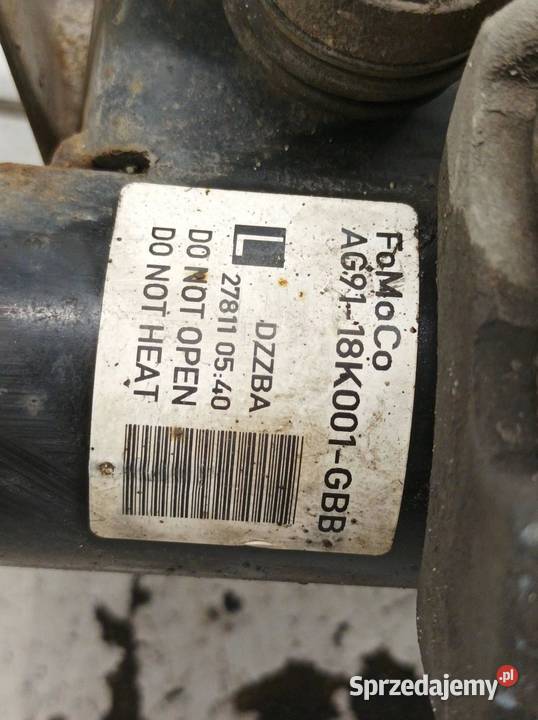 FoMoCo
AG91-18K001-GBB
L DZZBA
27811 05:40
DO NOT OPEN
DO NOT HEAT
Sprzedajemy.pl